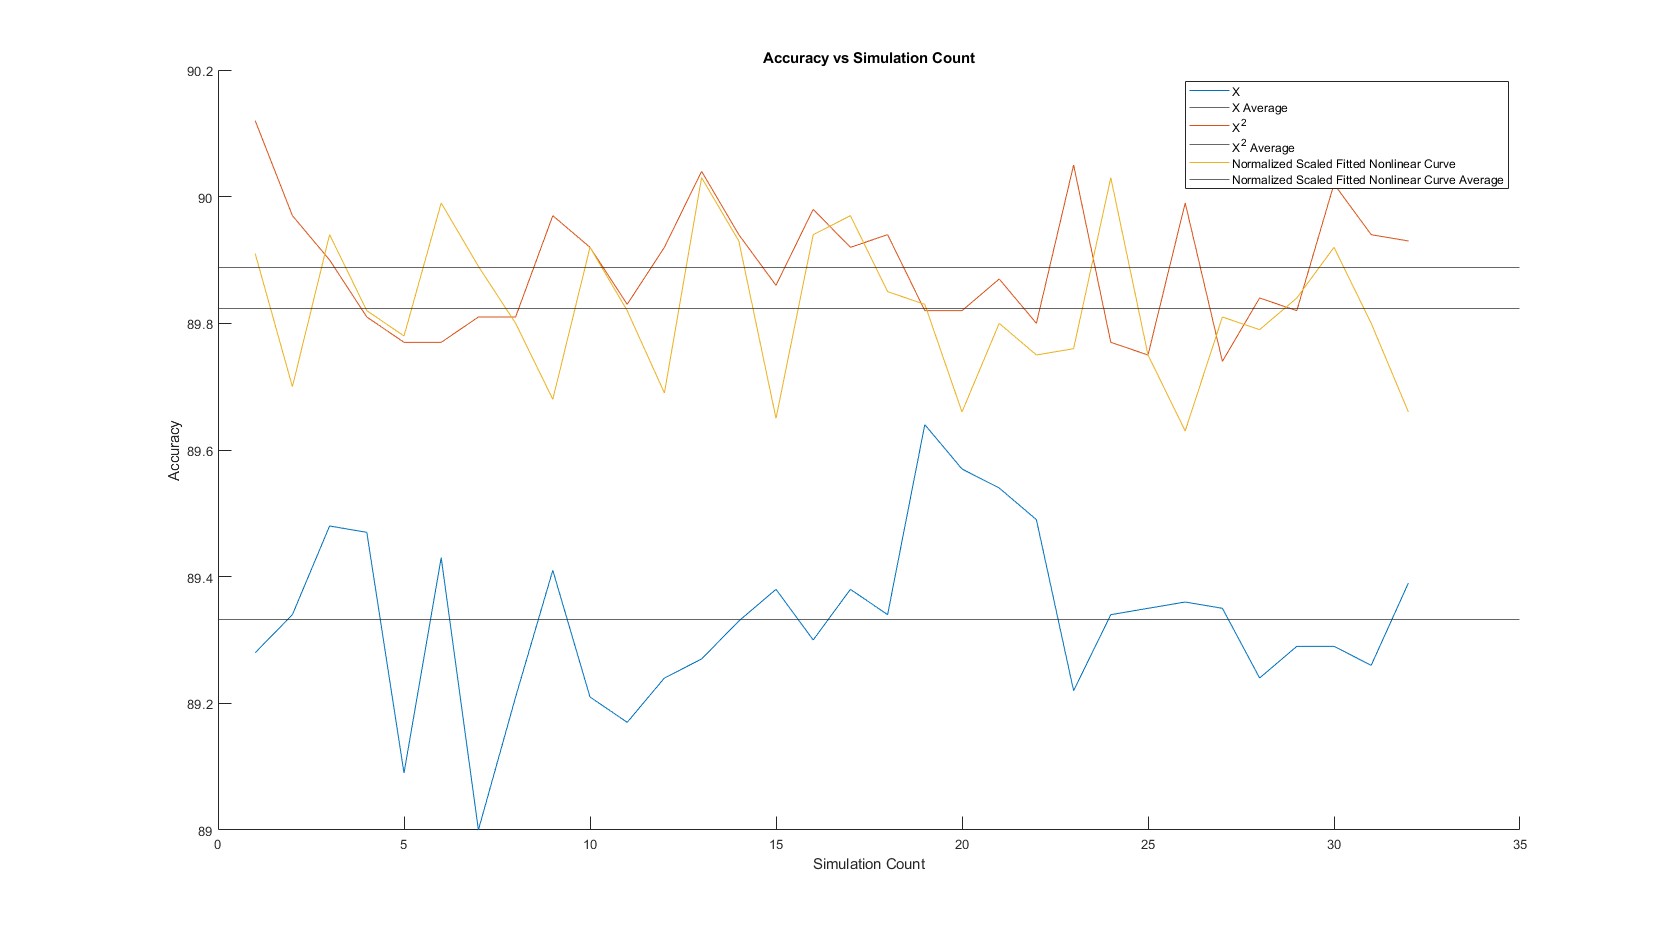 Accuracy vs Simulation Count
X
X Average
X²
X² Average
Normalized Scaled Fitted Nonlinear Curve
Normalized Scaled Fitted Nonlinear Curve Average
90.2
90
89.8
89.6
89.4
89.2
89
Accuracy
0 5 10 15 20 25 30 35
Simulation Count